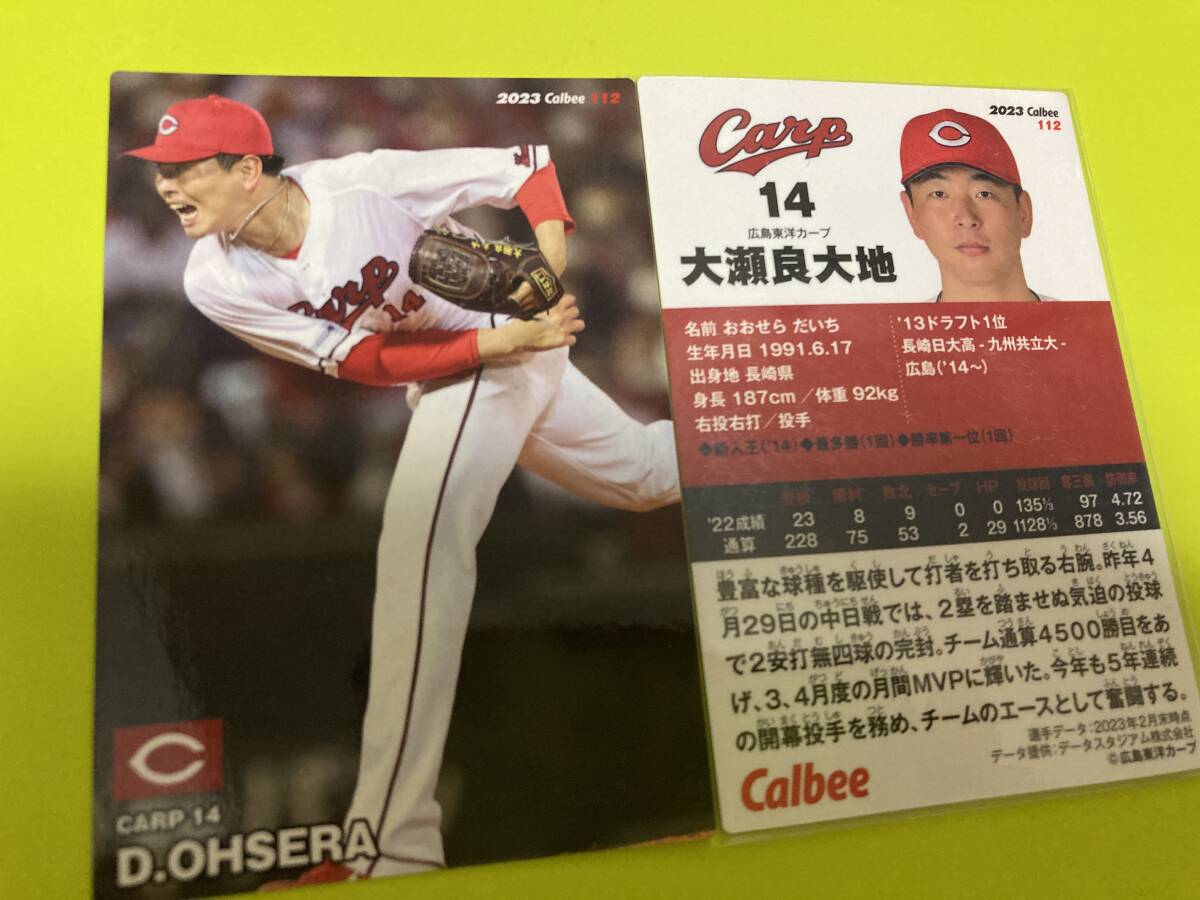 2023 Calbee 112
Carp
14
CARP 14
D.OHSERA
2023 Calbee
112
Carp
14
広島東洋カープ
大瀬良大地
名前 おおせら だいち
生年月日 1991.6.17
出身地 長崎県
身長 187cm／体重 92kg
右投右打／投手
'13ドラフト1位
長崎日大高-九州共立大-
広島('14〜)
◆新人王('14)◆最多勝(1回)◆勝率第一位(1回)
登板 勝利 敗北 セーブ HP 投球回 奪三振 防御率
'22成績 23 8 9 0 0 135⅓ 97 4.72
通算 228 75 53 2 29 1128⅓ 878 3.56
豊富な球種を駆使して打者を打ち取る右腕。昨年4
月29日の中日戦では、2塁を踏ませぬ気迫の投球
で2安打無四球の完封。チーム通算4500勝目をあ
げ、3、4月度の月間MVPに輝いた。今年も5年連続
の開幕投手を務め、チームのエースとして奮闘する。
選手データ：2023年2月末時点
データ提供：データスタジアム株式会社
©広島東洋カープ
Calbee